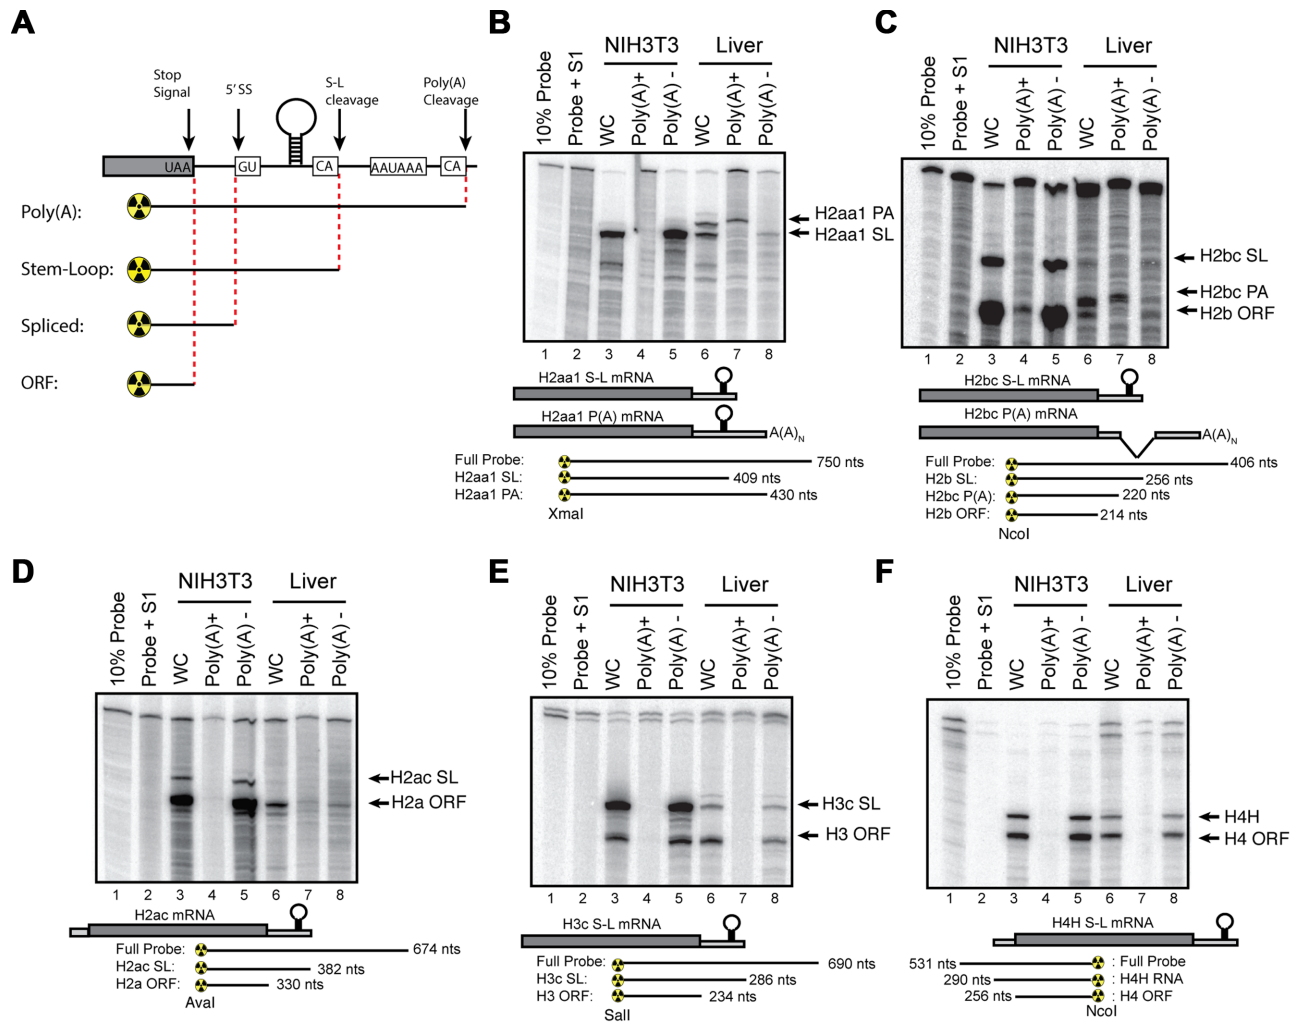 A
Stop Signal
5' SS
S-L cleavage
Poly(A) Cleavage
UAA
GU
CA
AAUAAA
CA
Poly(A):
Stem-Loop:
Spliced:
ORF:
B
NIH3T3 Liver
10% Probe
Probe + S1
WC
Poly(A)+
Poly(A) -
WC
Poly(A)+
Poly(A) -
H2aa1 PA
H2aa1 SL
1 2 3 4 5 6 7 8
H2aa1 S-L mRNA
H2aa1 P(A) mRNA
A(A)N
Full Probe: 750 nts
H2aa1 SL: 409 nts
H2aa1 PA: 430 nts
XmaI
C
NIH3T3 Liver
10% Probe
Probe + S1
WC
Poly(A)+
Poly(A) -
WC
Poly(A)+
Poly(A) -
H2bc SL
H2bc PA
H2b ORF
1 2 3 4 5 6 7 8
H2bc S-L mRNA
H2bc P(A) mRNA
A(A)N
Full Probe: 406 nts
H2b SL: 256 nts
H2bc P(A): 220 nts
H2b ORF: 214 nts
NcoI
D
NIH3T3 Liver
10% Probe
Probe + S1
WC
Poly(A)+
Poly(A) -
WC
Poly(A)+
Poly(A) -
H2ac SL
H2a ORF
1 2 3 4 5 6 7 8
H2ac mRNA
Full Probe: 674 nts
H2ac SL: 382 nts
H2a ORF: 330 nts
AvaI
E
NIH3T3 Liver
10% Probe
Probe + S1
WC
Poly(A)+
Poly(A) -
WC
Poly(A)+
Poly(A) -
H3c SL
H3 ORF
1 2 3 4 5 6 7 8
H3c S-L mRNA
Full Probe: 690 nts
H3c SL: 286 nts
H3 ORF: 234 nts
SalI
F
NIH3T3 Liver
10% Probe
Probe + S1
WC
Poly(A)+
Poly(A) -
WC
Poly(A)+
Poly(A) -
H4H
H4 ORF
1 2 3 4 5 6 7 8
H4H S-L mRNA
531 nts : Full Probe
290 nts : H4H RNA
256 nts : H4 ORF
NcoI